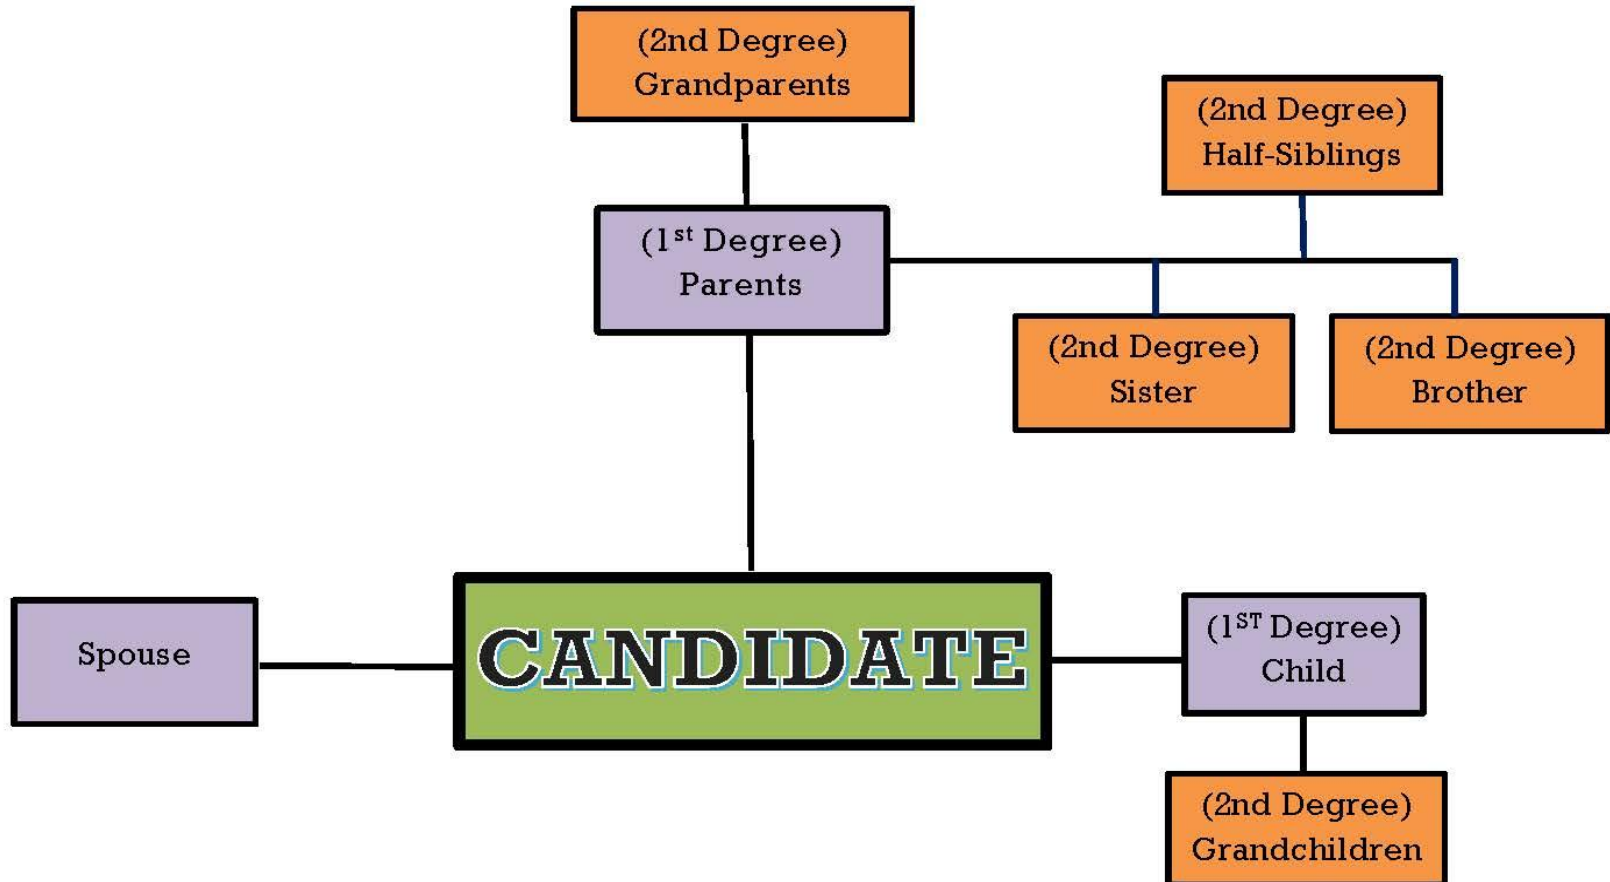 (2nd Degree)
Grandparents
(2nd Degree)
Half-Siblings
(1st Degree)
Parents
(2nd Degree)
Sister
(2nd Degree)
Brother
Spouse
CANDIDATE
(1ST Degree)
Child
(2nd Degree)
Grandchildren